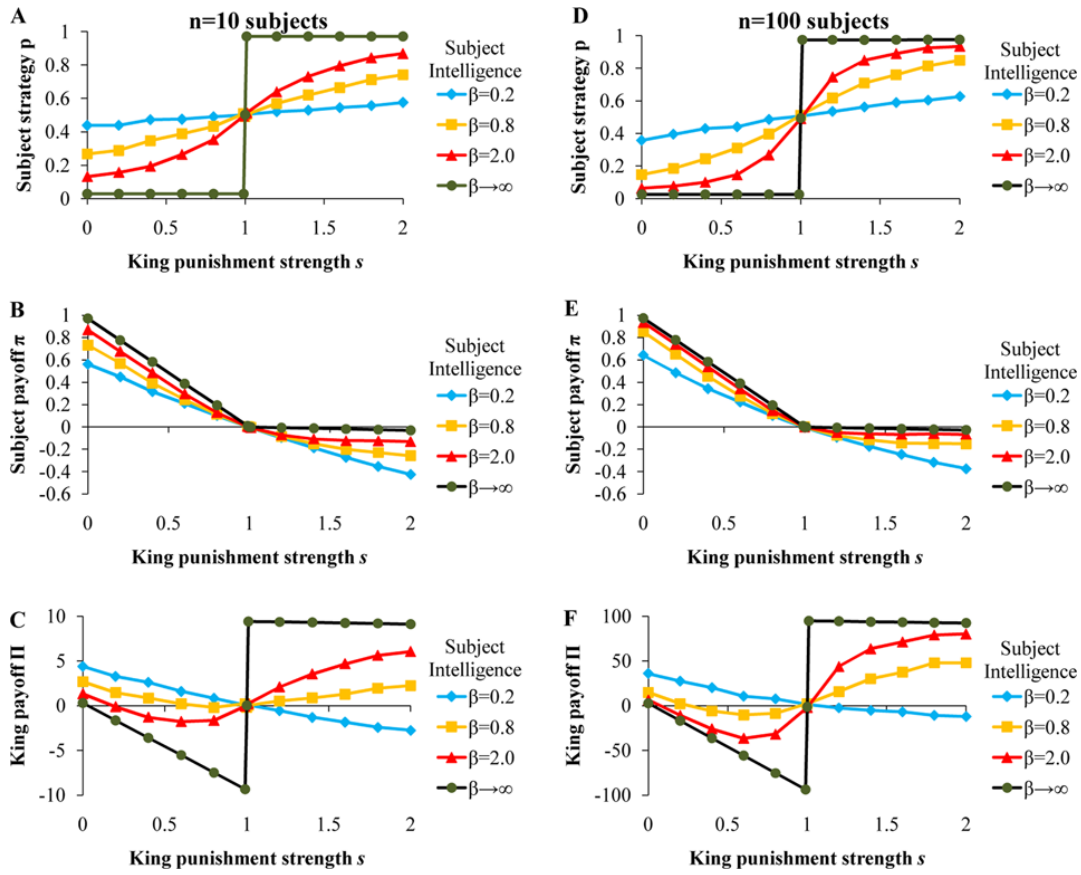 A
n=10 subjects
Subject strategy p
1
0.8
0.6
0.4
0.2
0
0
0.5
1
1.5
2
King punishment strength s
Subject
Intelligence
β=0.2
β=0.8
β=2.0
β→∞
D
n=100 subjects
Subject strategy p
1
0.8
0.6
0.4
0.2
0
0
0.5
1
1.5
2
King punishment strength s
Subject
Intelligence
β=0.2
β=0.8
β=2.0
β→∞
B
Subject payoff π
1
0.8
0.6
0.4
0.2
0
-0.2
-0.4
-0.6
0
0.5
1
1.5
2
King punishment strength s
Subject
Intelligence
β=0.2
β=0.8
β=2.0
β→∞
E
Subject payoff π
1
0.8
0.6
0.4
0.2
0
-0.2
-0.4
-0.6
0
0.5
1
1.5
2
King punishment strength s
Subject
Intelligence
β=0.2
β=0.8
β=2.0
β→∞
C
King payoff Π
10
5
0
-5
-10
0
0.5
1
1.5
2
King punishment strength s
Subject
Intelligence
β=0.2
β=0.8
β=2.0
β→∞
F
King payoff Π
100
50
0
-50
-100
0
0.5
1
1.5
2
King punishment strength s
Subject
Intelligence
β=0.2
β=0.8
β=2.0
β→∞